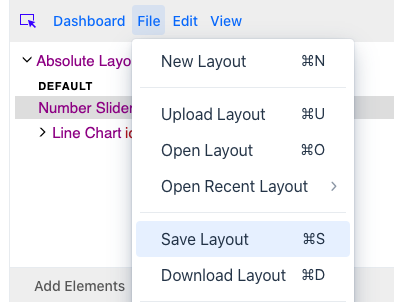 Dashboard File Edit View
Absolute Layo
DEFAULT
Number Slider
Line Chart
New Layout ⌘N
Upload Layout ⌘U
Open Layout ⌘O
Open Recent Layout
Save Layout ⌘S
Download Layout ⌘D
Add Elements